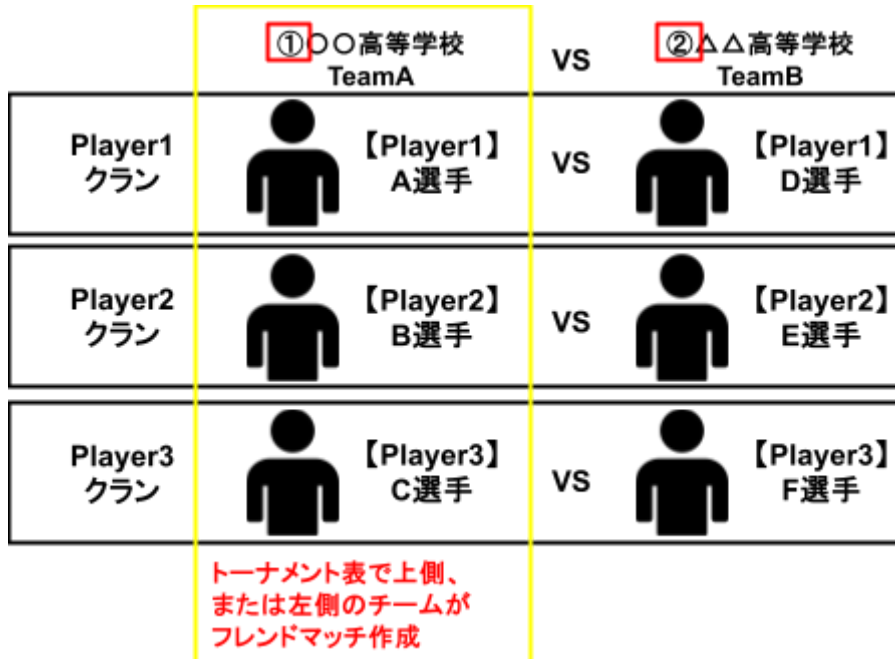 ①〇〇高等学校 VS ②△△高等学校
TeamA TeamB
Player1 【Player1】 VS 【Player1】
クラン A選手 D選手
Player2 【Player2】 VS 【Player2】
クラン B選手 E選手
Player3 【Player3】 VS 【Player3】
クラン C選手 F選手
トーナメント表で上側、
または左側のチームが
フレンドマッチ作成